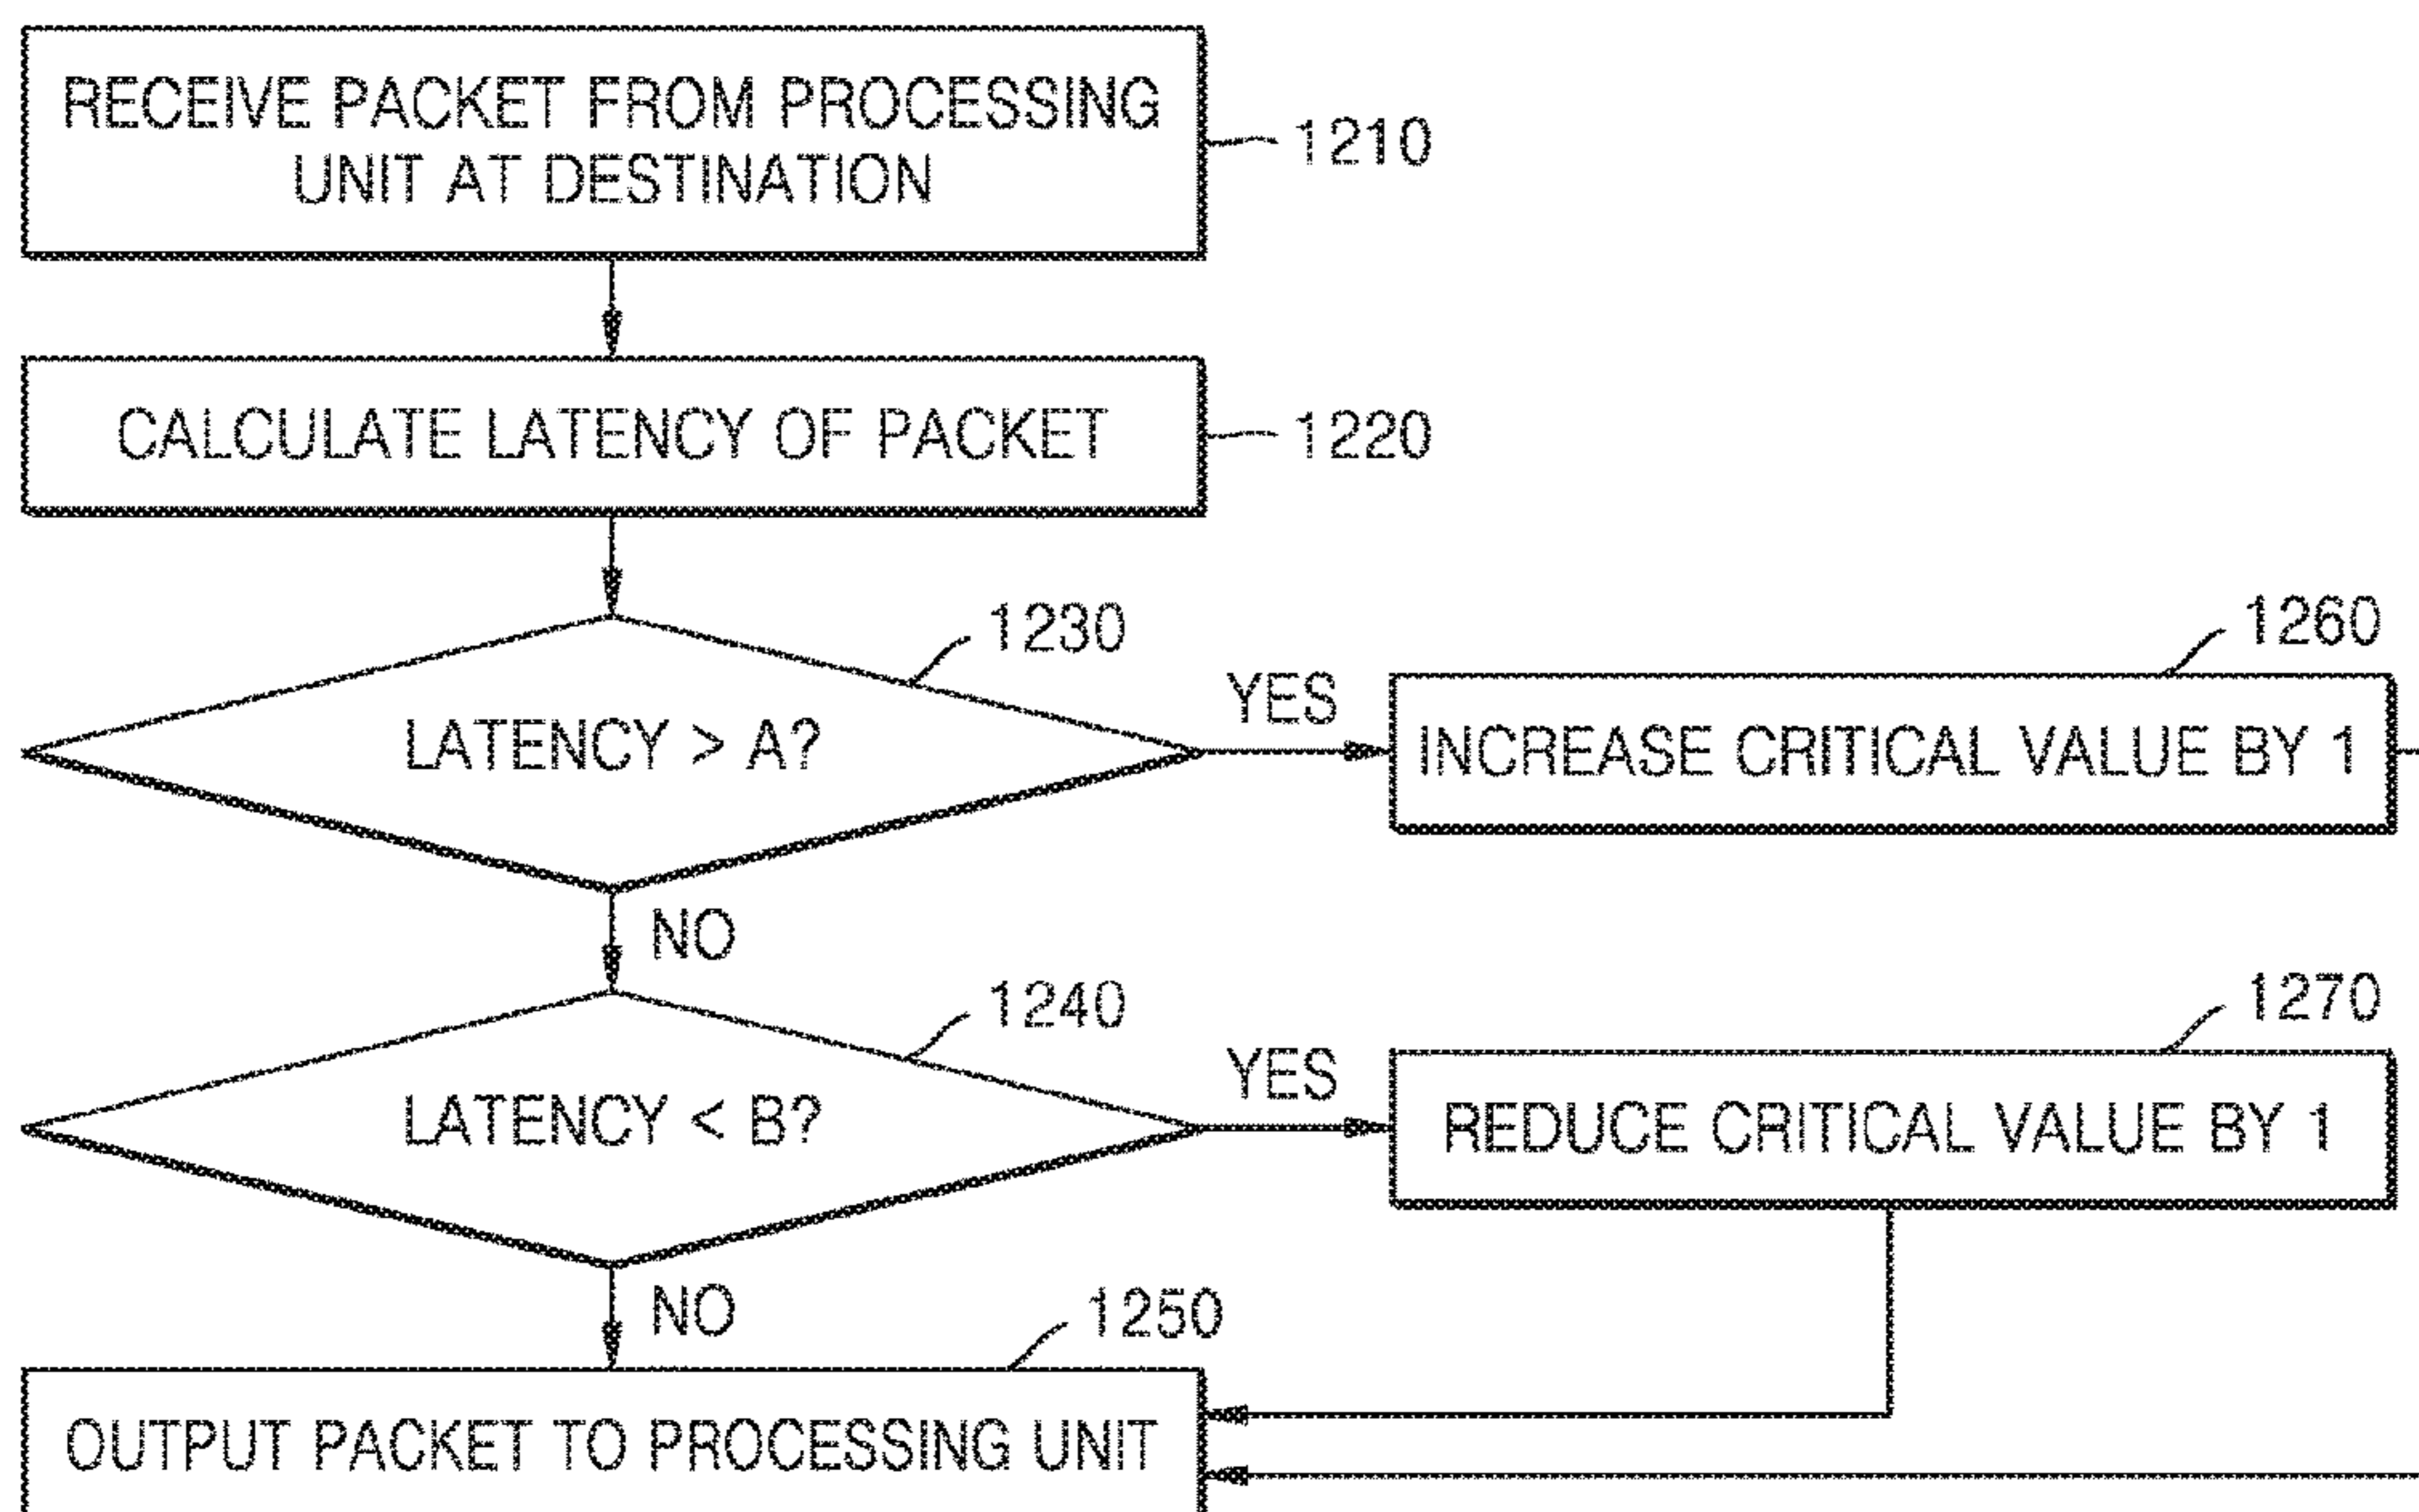 RECEIVE PACKET FROM PROCESSING
UNIT AT DESTINATION
1210
CALCULATE LATENCY OF PACKET
1220
1230
LATENCY > A?
YES
1260
INCREASE CRITICAL VALUE BY 1
NO
1240
LATENCY < B?
YES
1270
REDUCE CRITICAL VALUE BY 1
NO
1250
OUTPUT PACKET TO PROCESSING UNIT